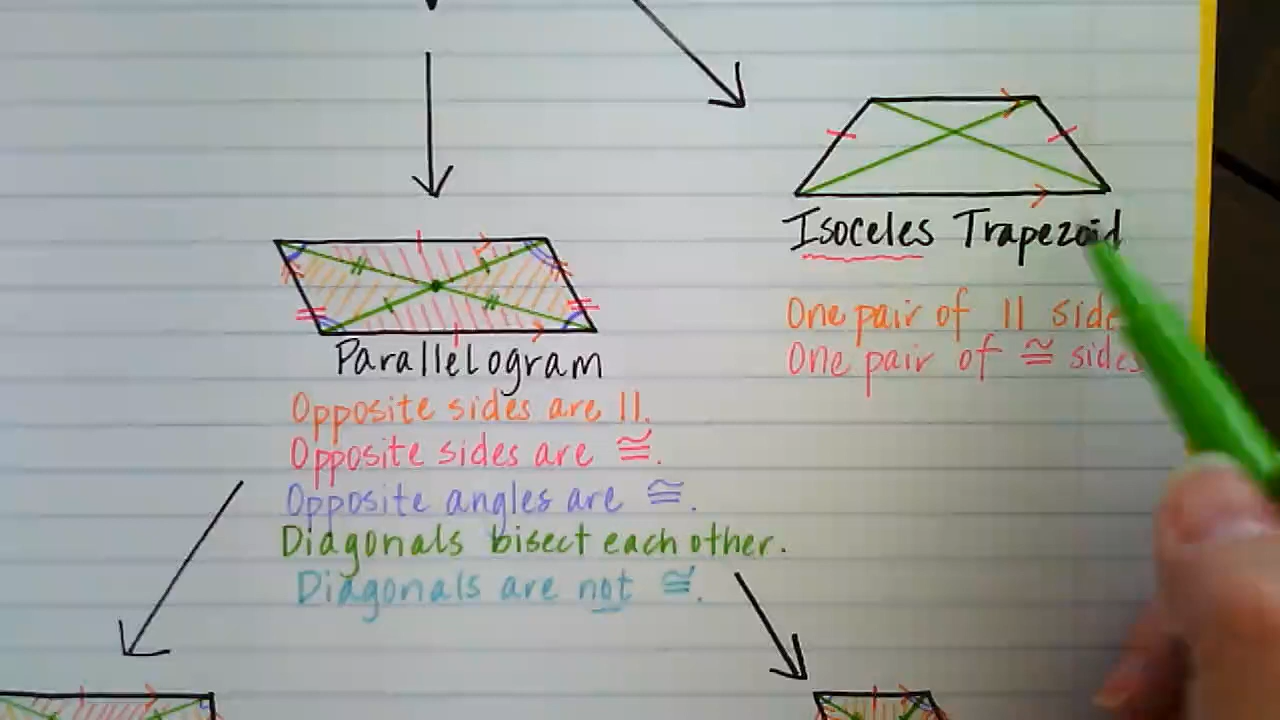 Isoceles Trapezoid
One pair of || side
One pair of ≅ sides
Parallelogram
Opposite sides are ||.
Opposite sides are ≅.
Opposite angles are ≅.
Diagonals bisect each other.
Diagonals are not ≅.